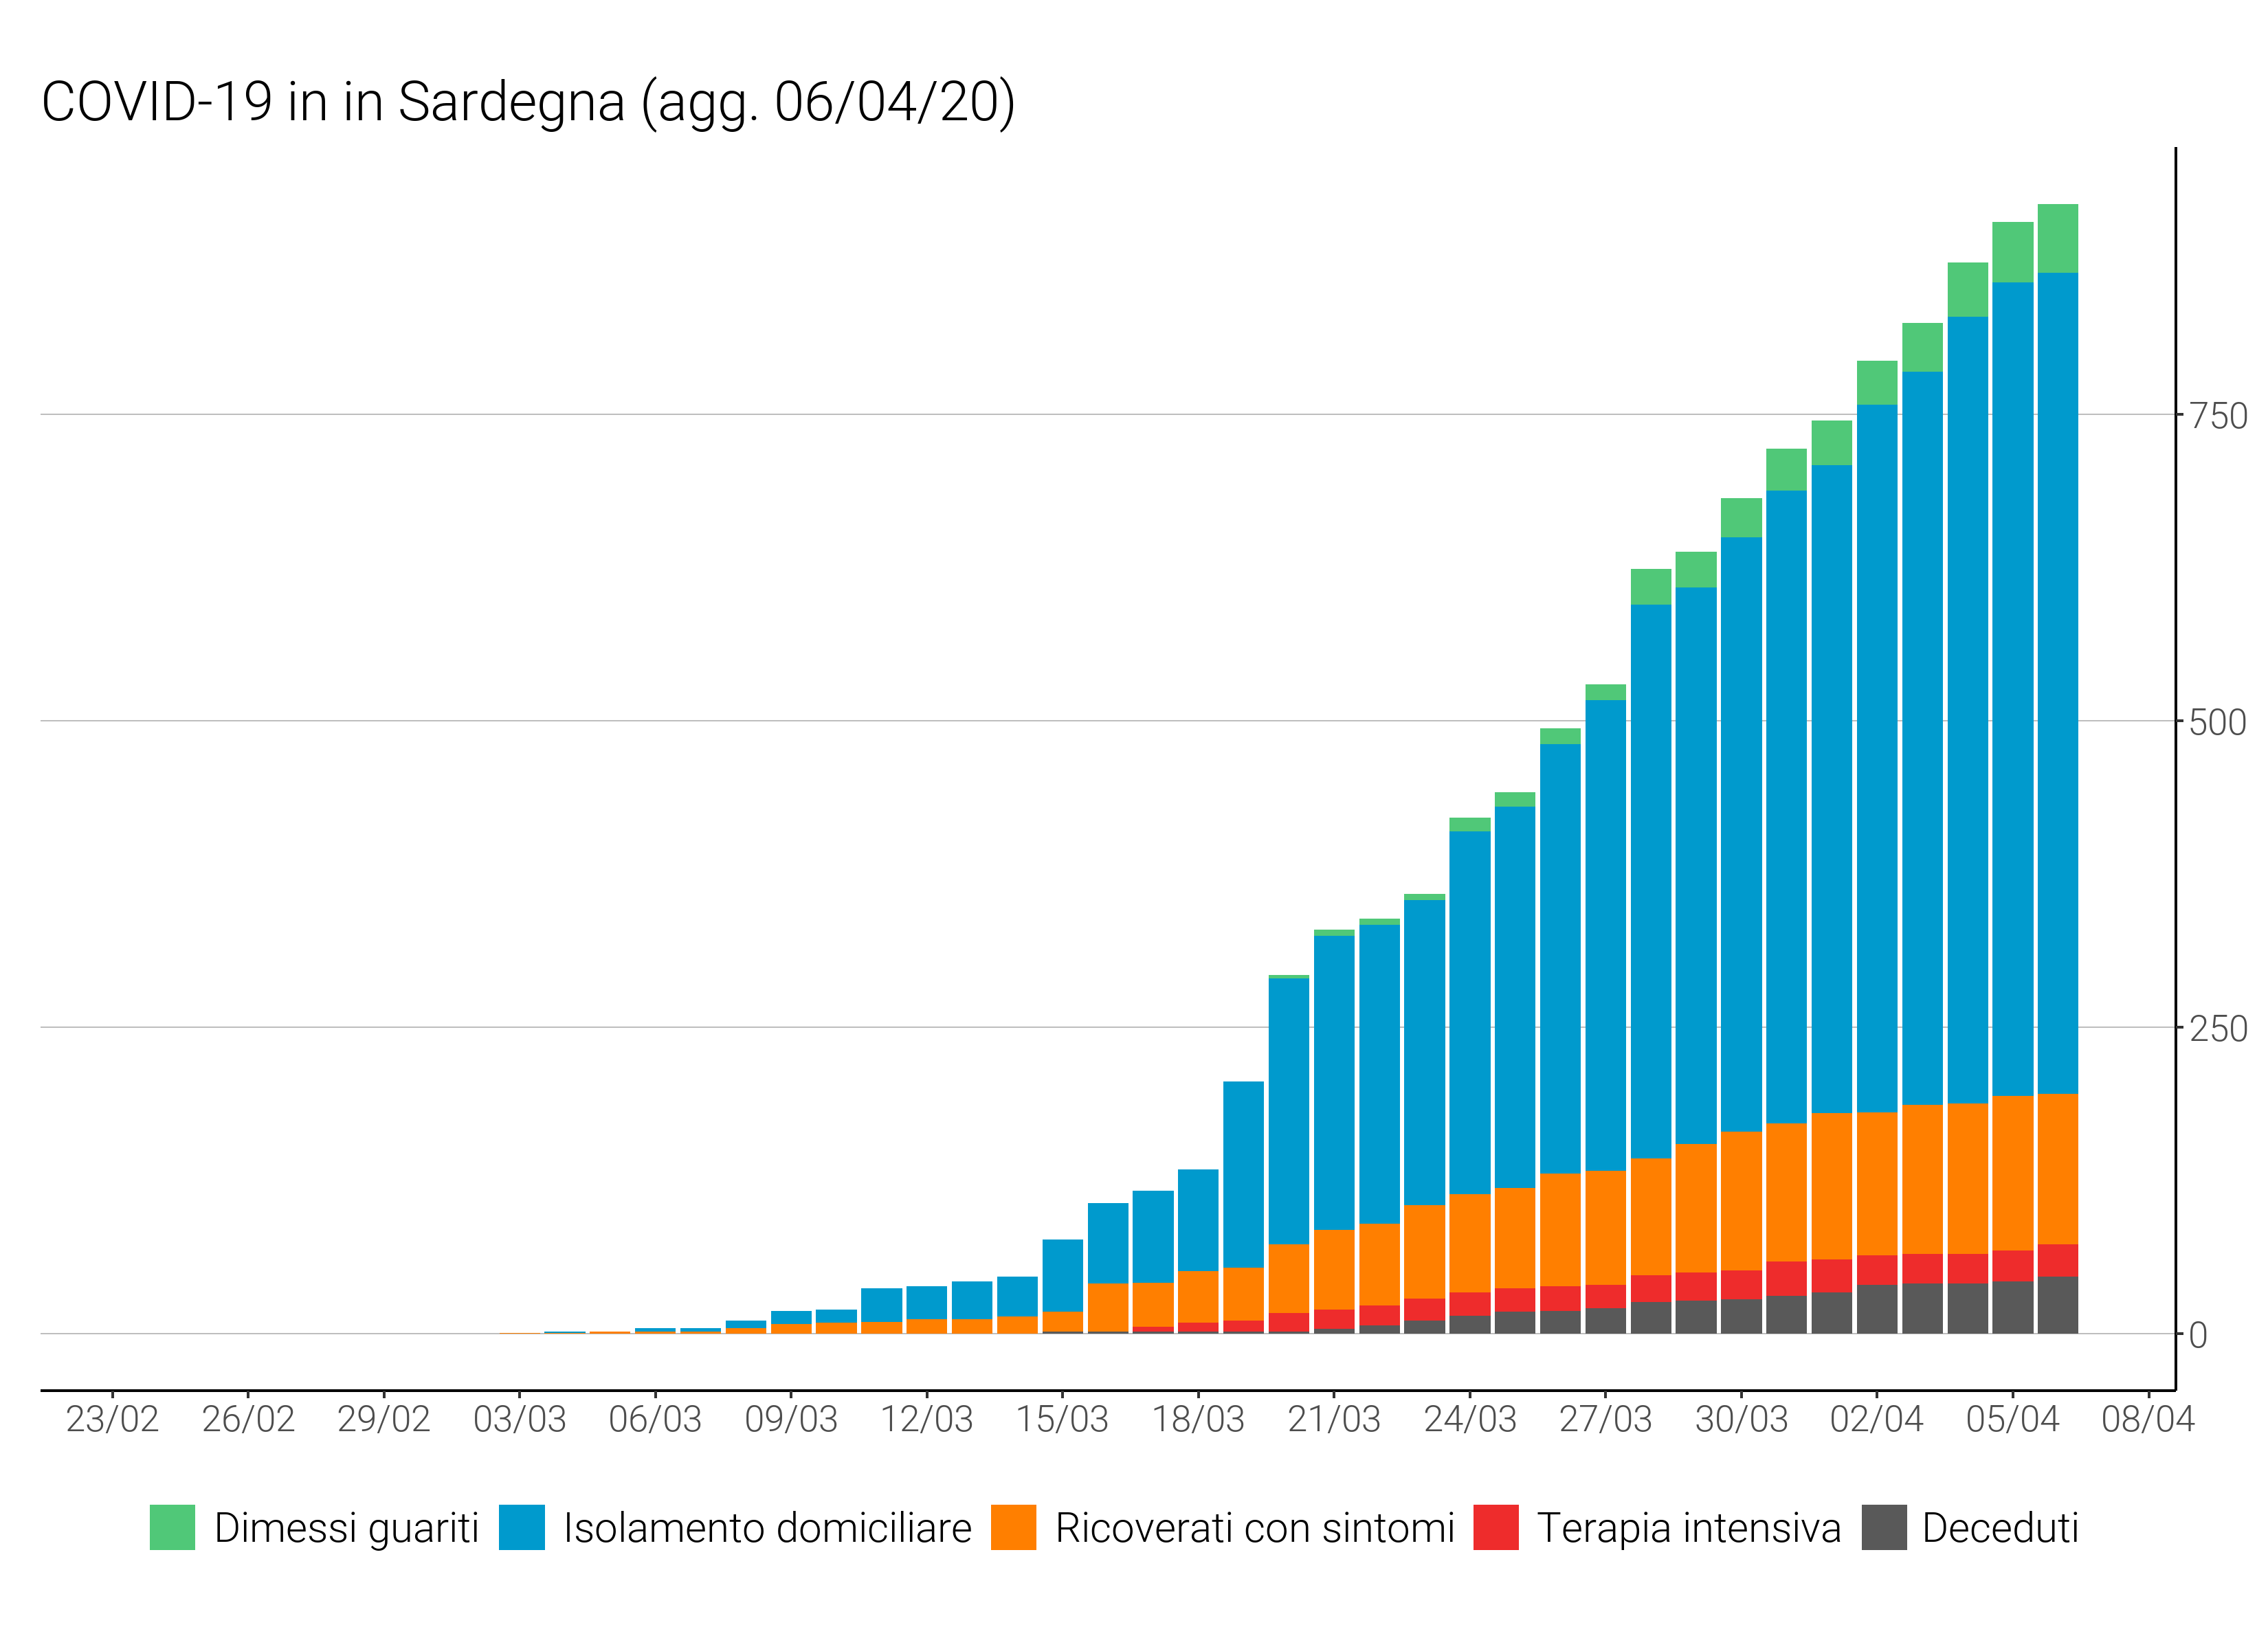 COVID-19 in in Sardegna (agg. 06/04/20)
750
500
250
0
23/02 26/02 29/02 03/03 06/03 09/03 12/03 15/03 18/03 21/03 24/03 27/03 30/03 02/04 05/04 08/04
Dimessi guariti Isolamento domiciliare Ricoverati con sintomi Terapia intensiva Deceduti